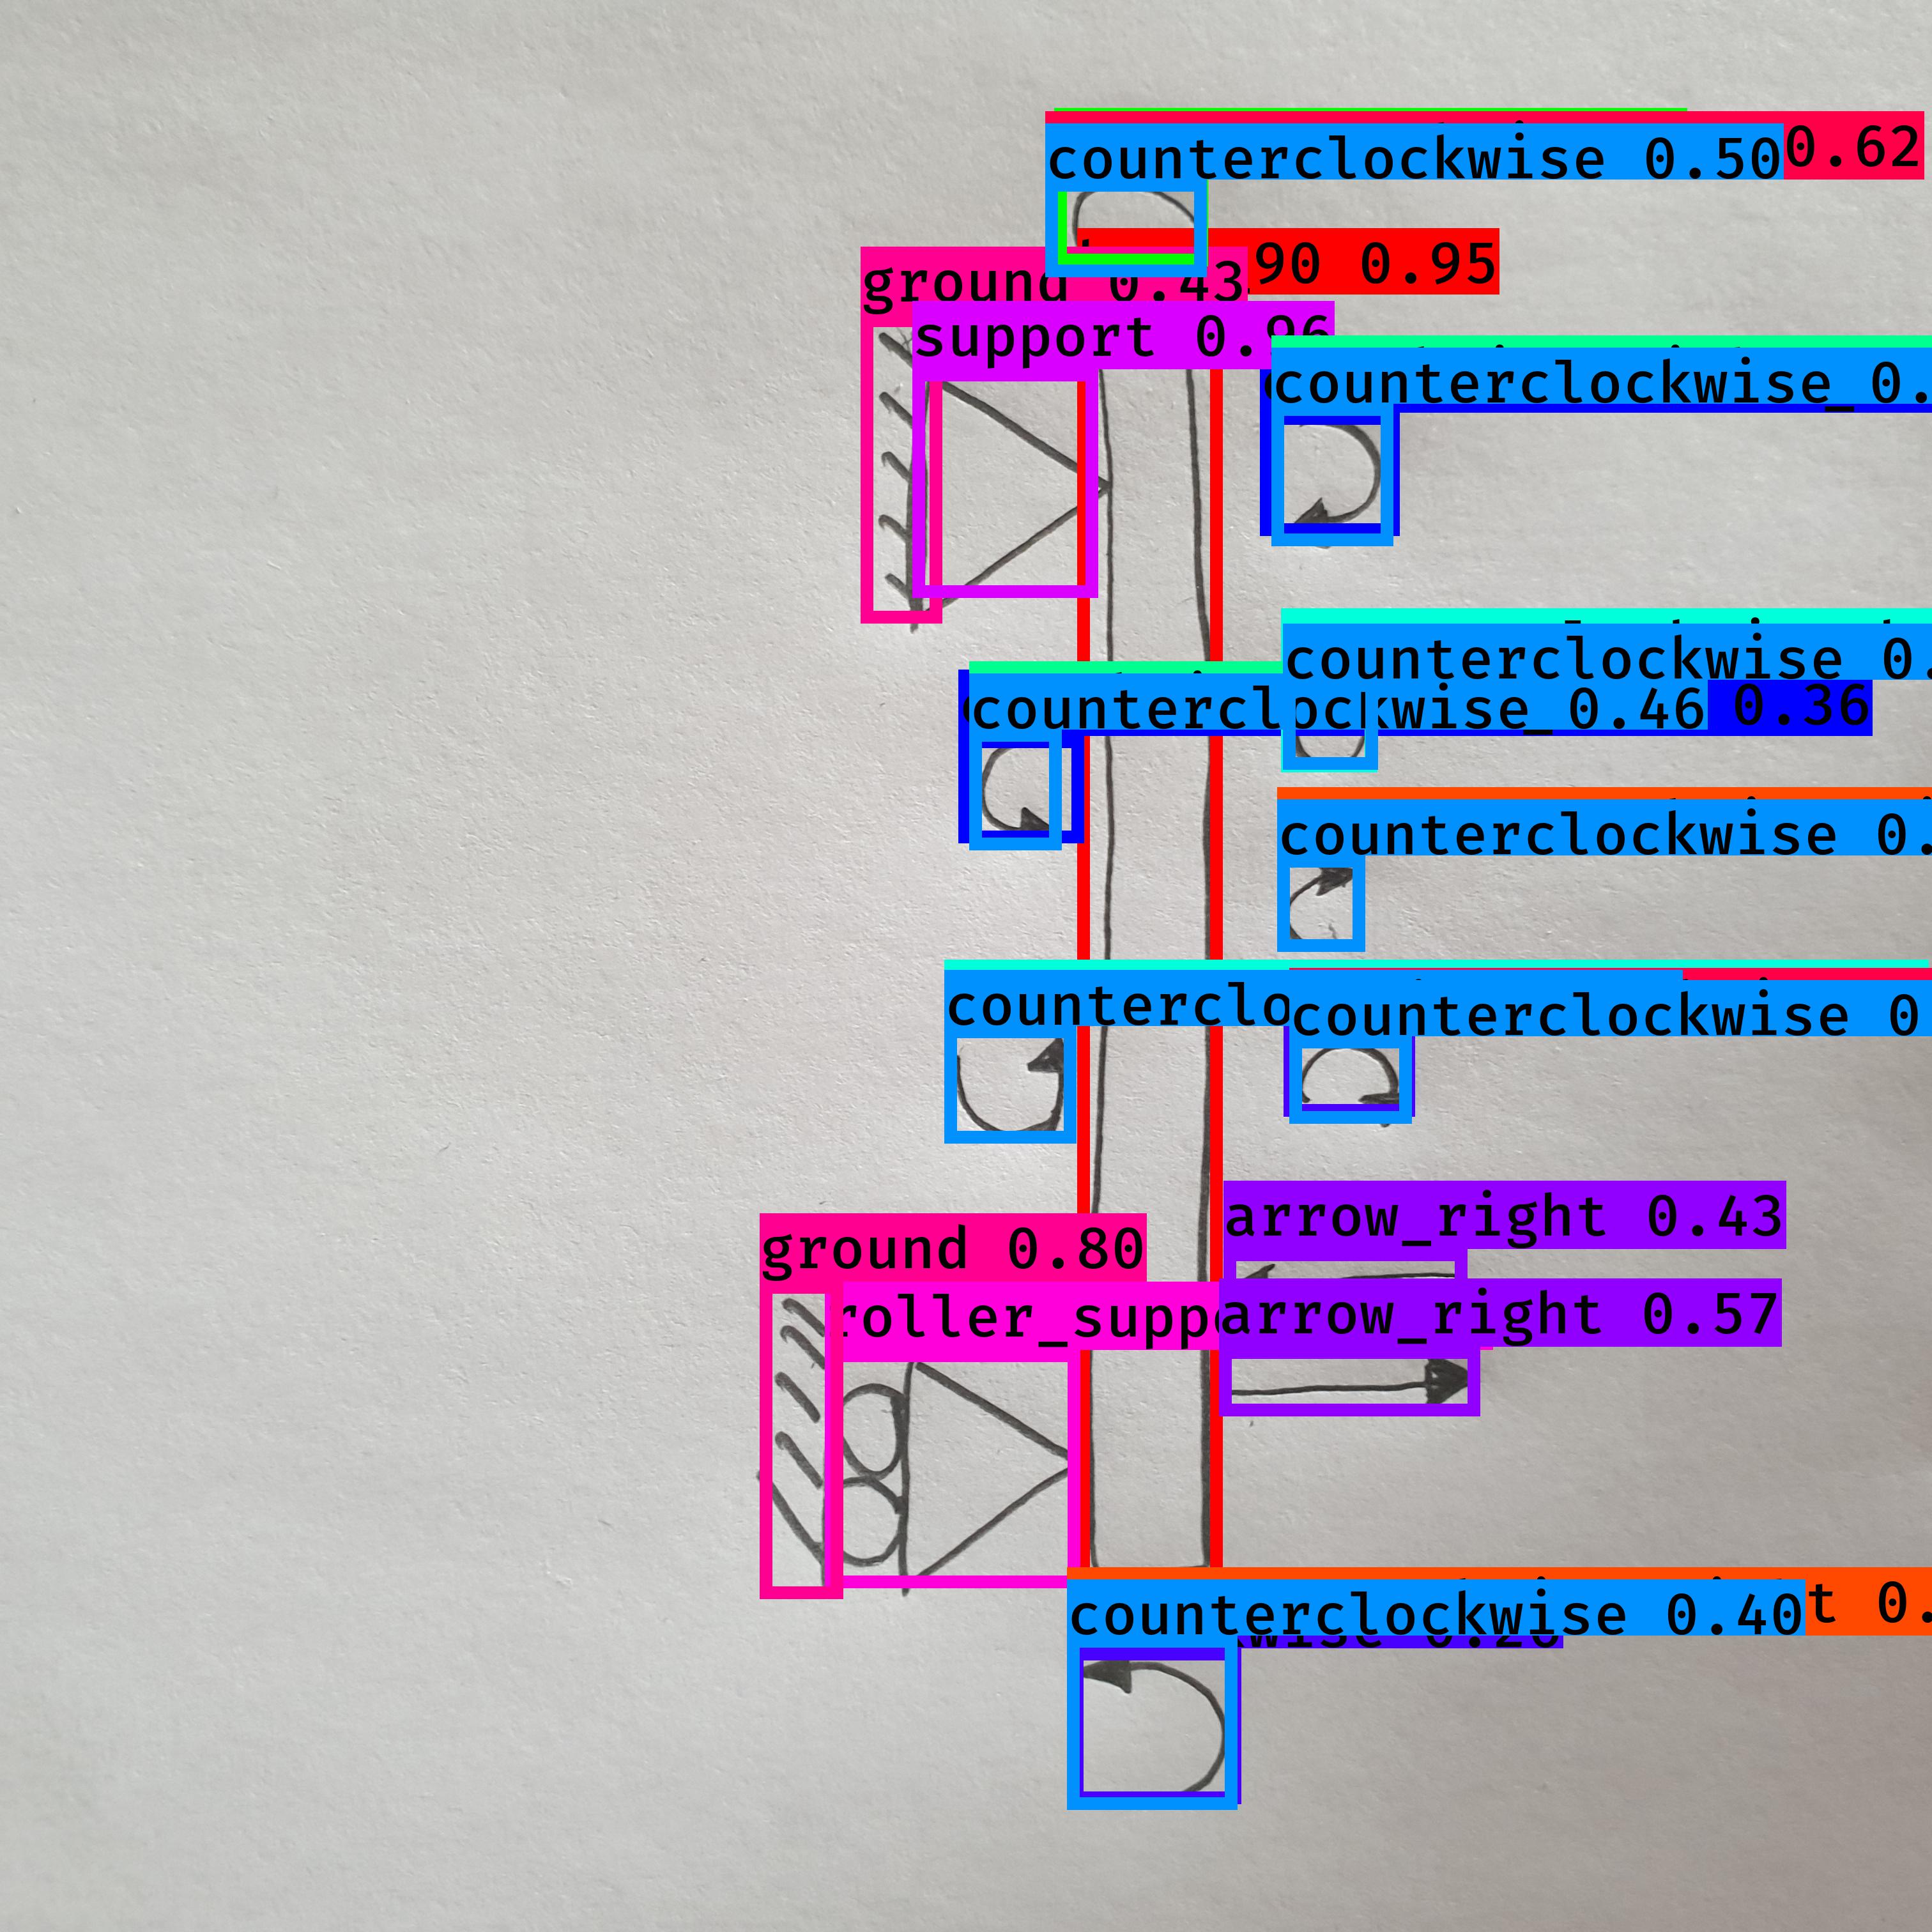 counterclockwise 0.50
0.62
90 0.95
ground 0.43
support 0.96
counterclockwise_0.
counterclockwise 0.
counterclockwise_0.46
0.36
counterclockwise 0.
counterclo
counterclockwise 0
arrow_right 0.43
ground 0.80
roller_suppo
arrow_right 0.57
counterclockwise 0.40
t 0.